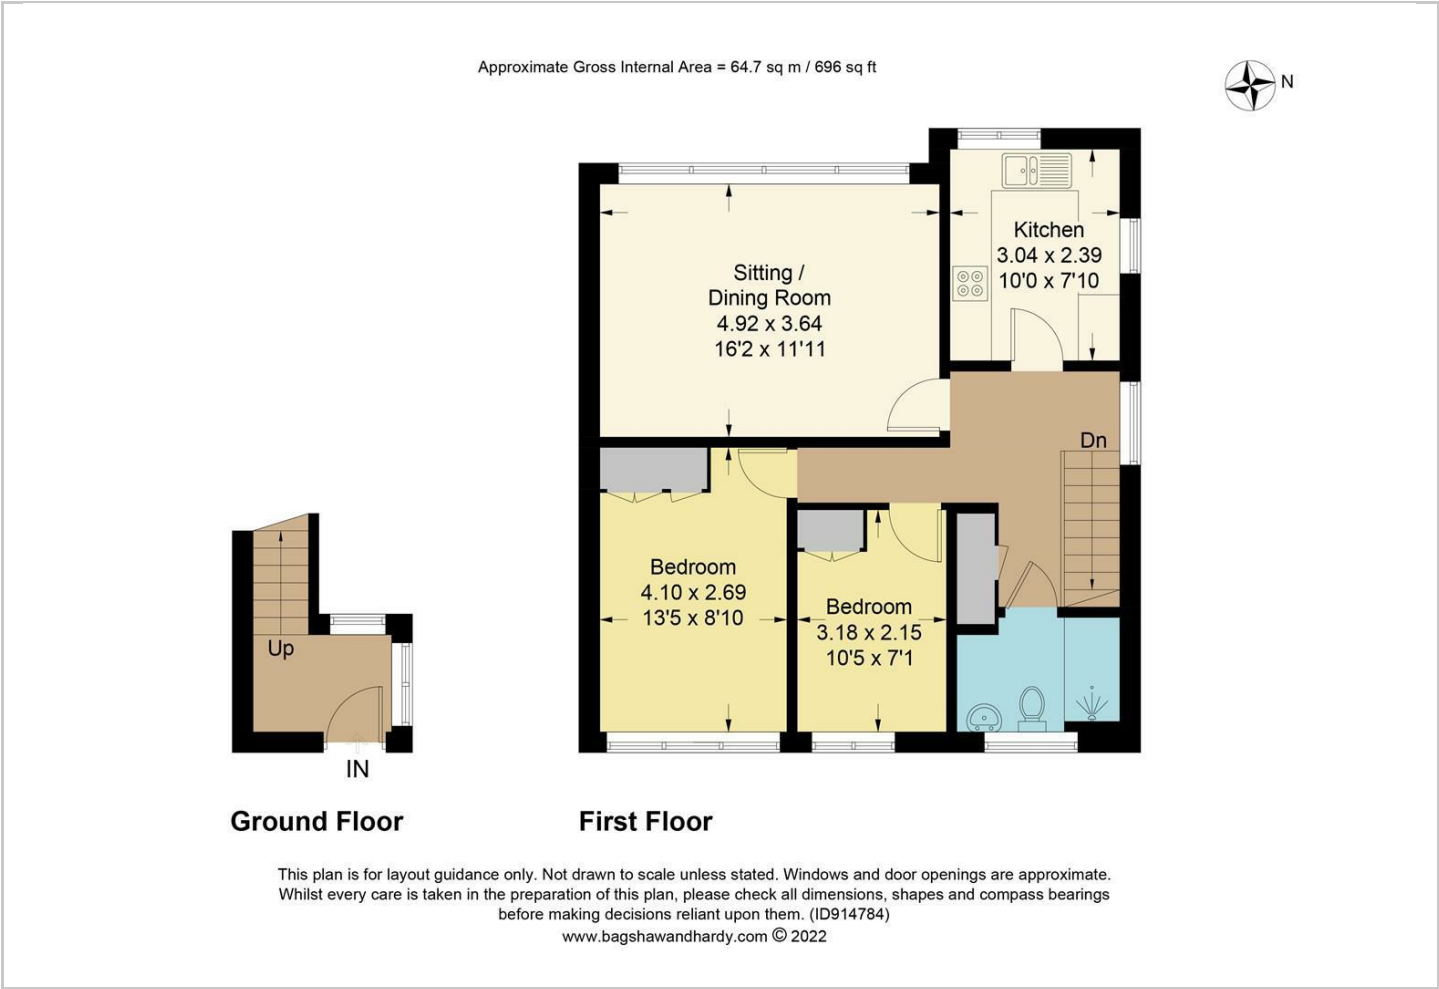 Approximate Gross Internal Area = 64.7 sq m / 696 sq ft
N
Kitchen
3.04 x 2.39
10'0 x 7'10
Sitting /
Dining Room
4.92 x 3.64
16'2 x 11'11
Dn
Bedroom
4.10 x 2.69
13'5 x 8'10
Bedroom
3.18 x 2.15
10'5 x 7'1
Up
IN
Ground Floor
First Floor
This plan is for layout guidance only. Not drawn to scale unless stated. Windows and door openings are approximate.
Whilst every care is taken in the preparation of this plan, please check all dimensions, shapes and compass bearings
before making decisions reliant upon them. (ID914784)
www.bagshawandhardy.com © 2022